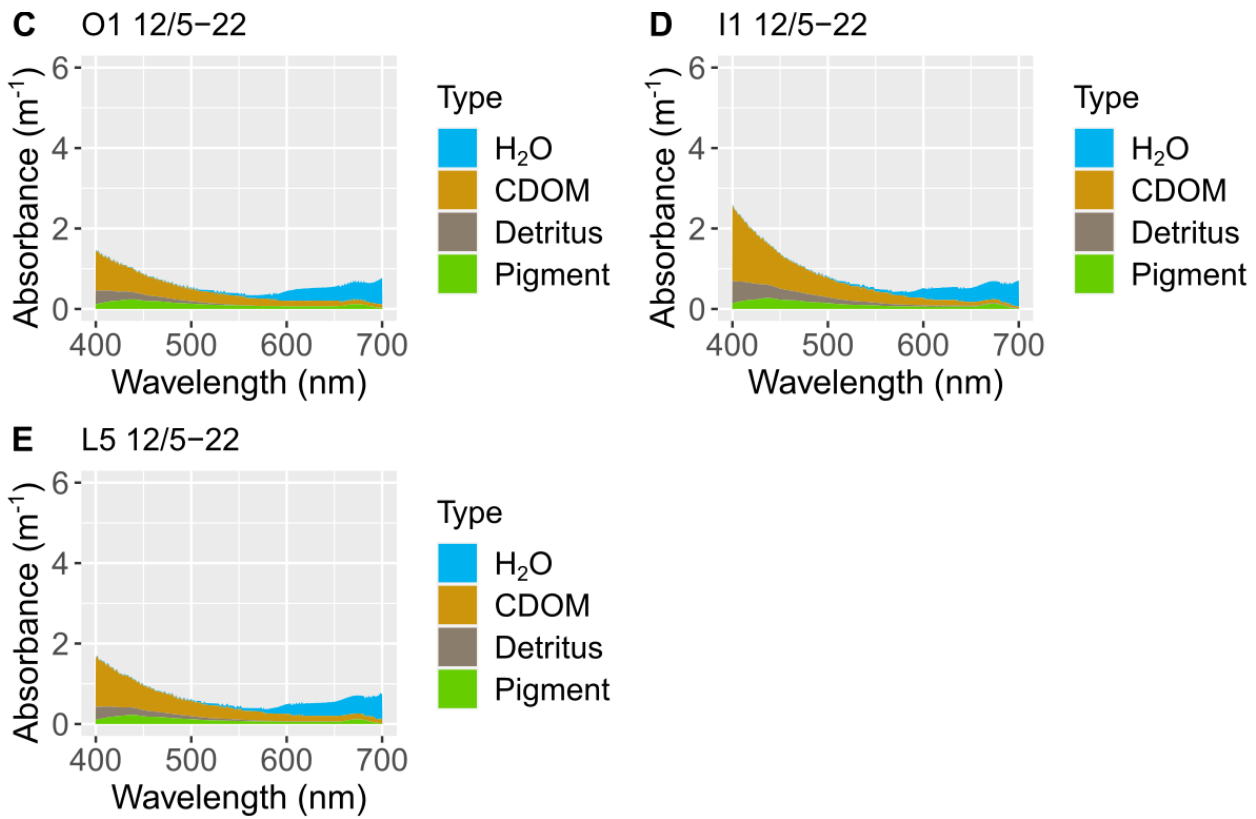 C O1 12/5−22
Absorbance (m⁻¹)
6
4
2
0
400 500 600 700
Wavelength (nm)
Type
H₂O
CDOM
Detritus
Pigment
D I1 12/5−22
Absorbance (m⁻¹)
6
4
2
0
400 500 600 700
Wavelength (nm)
Type
H₂O
CDOM
Detritus
Pigment
E L5 12/5−22
Absorbance (m⁻¹)
6
4
2
0
400 500 600 700
Wavelength (nm)
Type
H₂O
CDOM
Detritus
Pigment